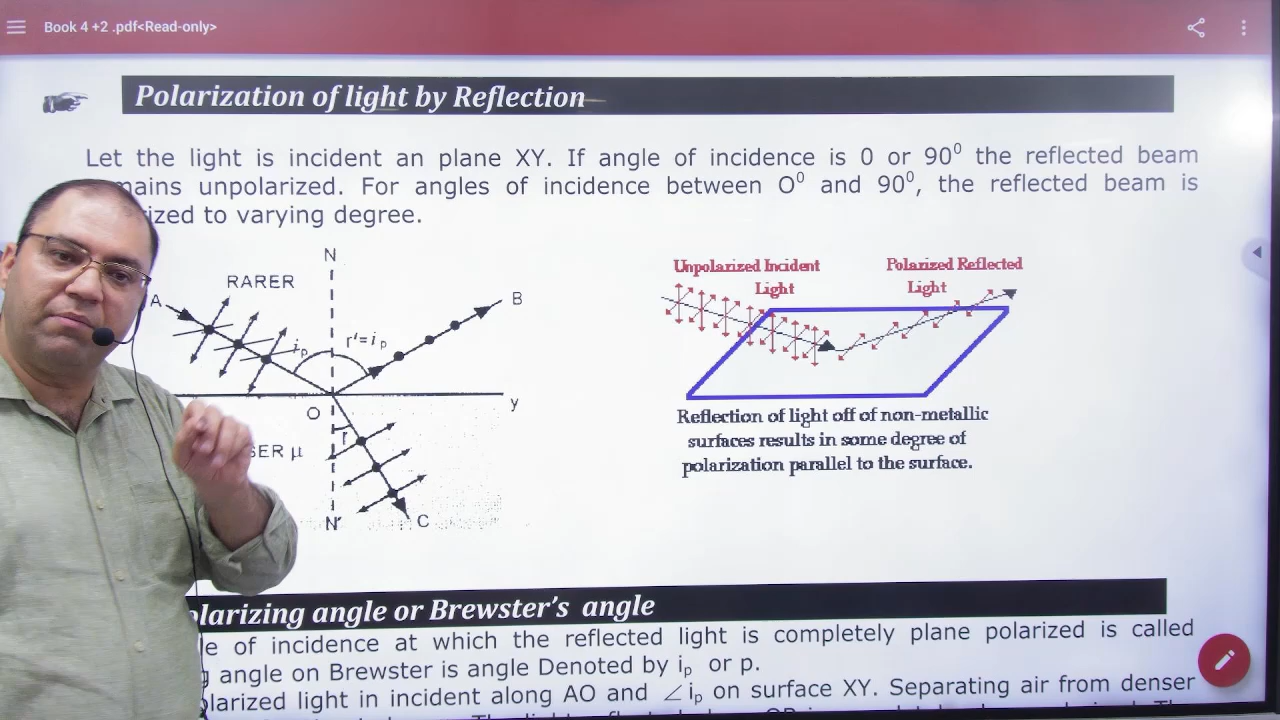 Book 4 +2 .pdf<Read-only>
Polarization of light by Reflection
Let the light is incident an plane XY. If angle of incidence is 0 or 90⁰ the reflected beam
mains unpolarized. For angles of incidence between O⁰ and 90⁰, the reflected beam is
ized to varying degree.
N
RARER
A
B
iₚ
r'=iₚ
O
y
r
SER μ
N'
C
Unpolarized Incident
Light
Polarized Reflected
Light
Reflection of light off of non-metallic
surfaces results in some degree of
polarization parallel to the surface.
olarizing angle or Brewster's angle
le of incidence at which the reflected light is completely plane polarized is called
g angle on Brewster is angle Denoted by iₚ or p.
plarized light in incident along AO and ∠iₚ on surface XY. Separating air from denser